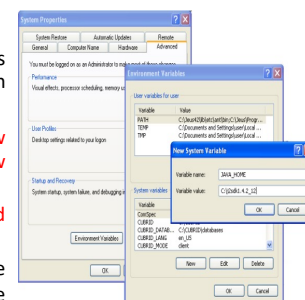 System Properties
System Restore Automatic Updates Remote
General Computer Name Hardware Advanced
You must be logged on as an Administrator to make most of these changes.
Performance
Visual effects, processor scheduling, memory us
User Profiles
Desktop settings related to your logon
Startup and Recovery
System startup, system failure, and debugging in
Environment Variables
OK
Environment Variables
User variables for user
Variable Value
PATH
TEMP C:\Documents and Settings\user\Local ...
TMP C:\Documents and Settings\user\Local ...
New System Variable
Variable name: JAVA_HOME
Variable value: C:\j2sdk1.4.2_12
OK Cancel
System variables
Variable
ComSpec
CUBRID
CUBRID_DATAB... C:\CUBRID\databases
CUBRID_LANG en_US
CUBRID_MODE client
New Edit Delete
OK Cancel